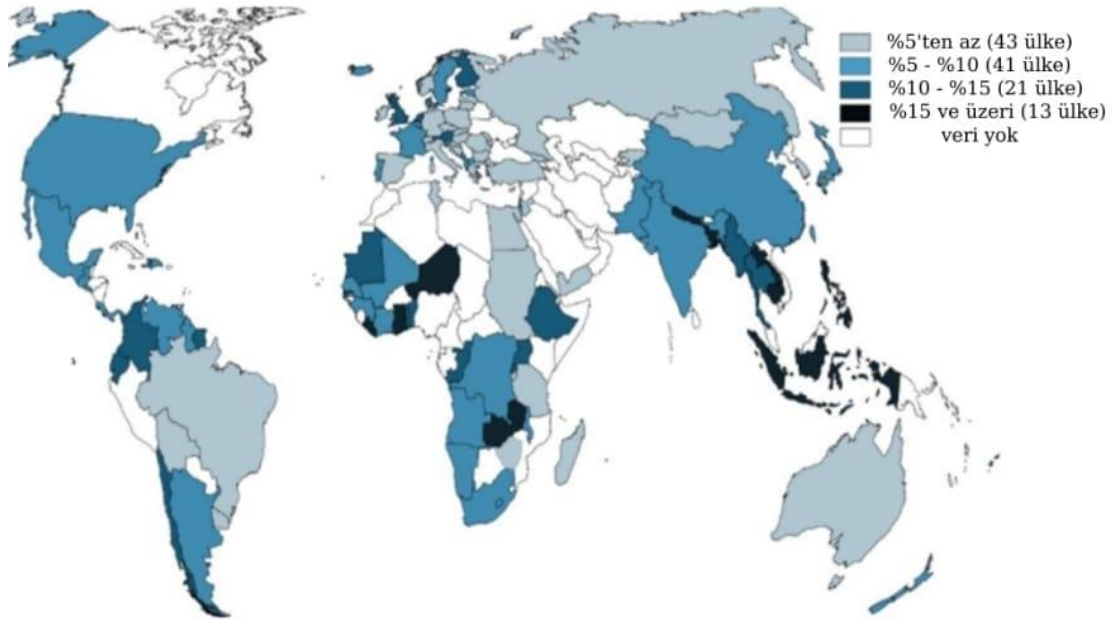 %5'ten az (43 ülke)
%5 - %10 (41 ülke)
%10 - %15 (21 ülke)
%15 ve üzeri (13 ülke)
veri yok